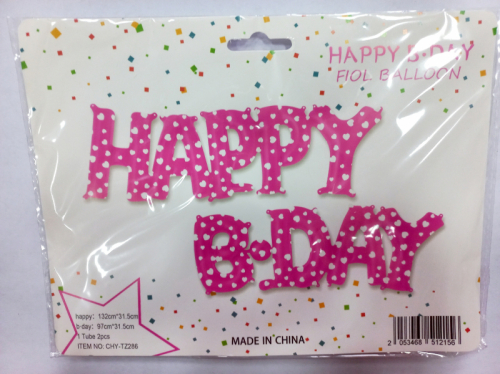 HAPPY B·DAY
FIOL BALLOON
HAPPY
B·DAY
happy: 132cm*31.5cm
b-day: 97cm*31.5cm
1 Tube 2pcs
ITEM NO: CHY-TZ286
MADE IN CHINA
2 053468 512156